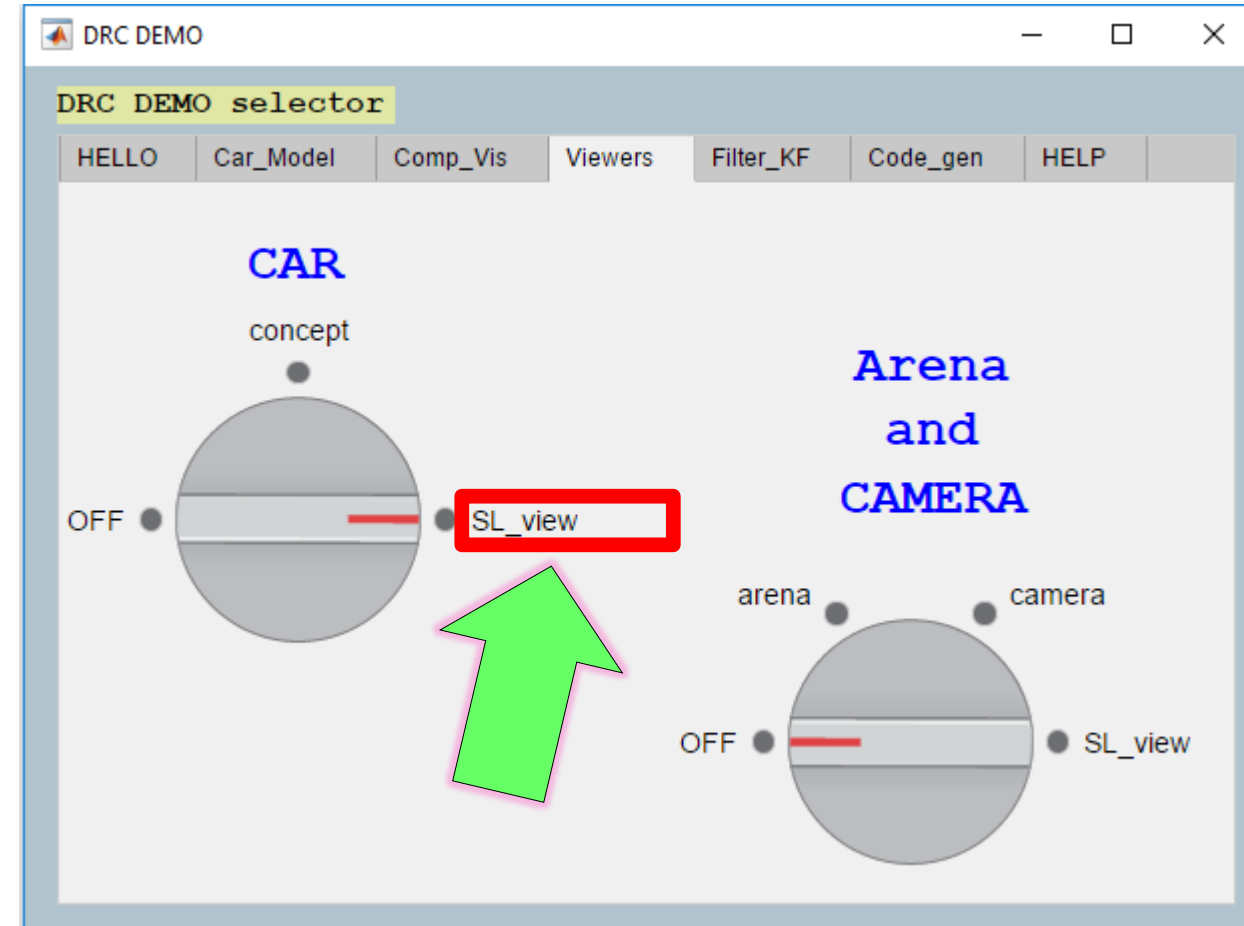 DRC DEMO
DRC DEMO selector
HELLO Car_Model Comp_Vis Viewers Filter_KF Code_gen HELP
CAR
concept
OFF
SL_view
Arena
and
CAMERA
arena
camera
OFF
SL_view